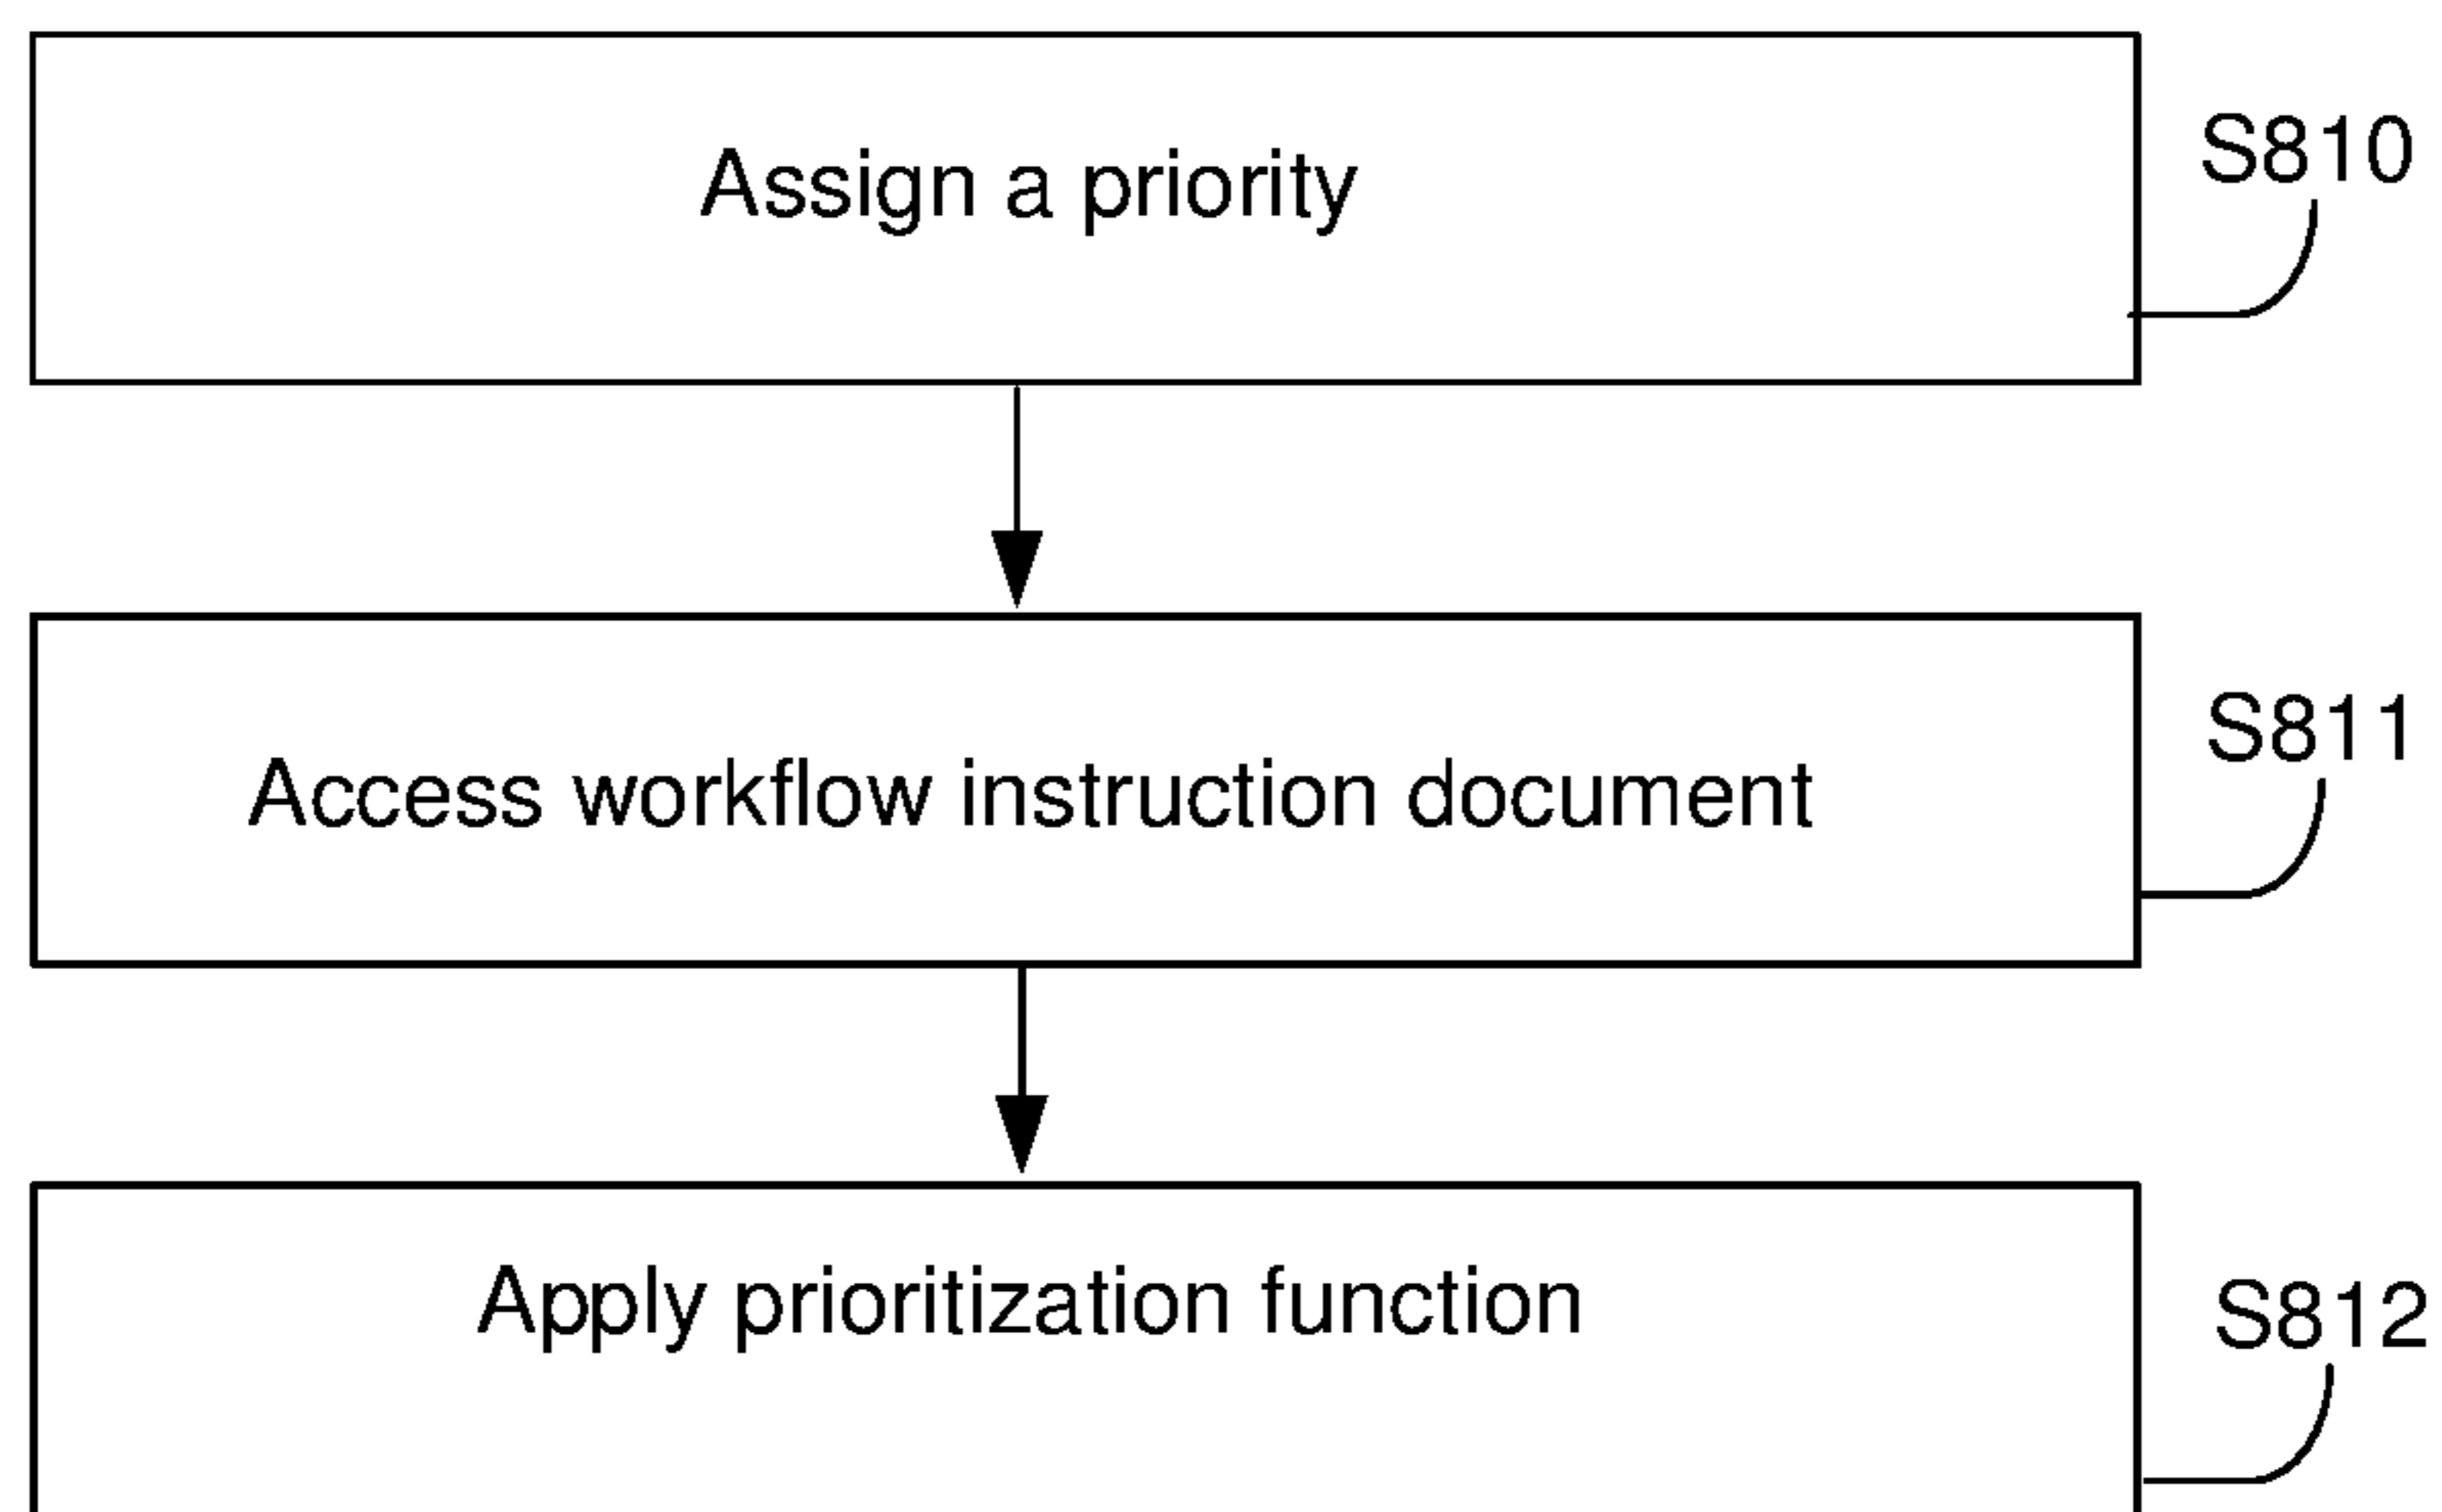 Assign a priority
S810
Access workflow instruction document
S811
Apply prioritization function
S812